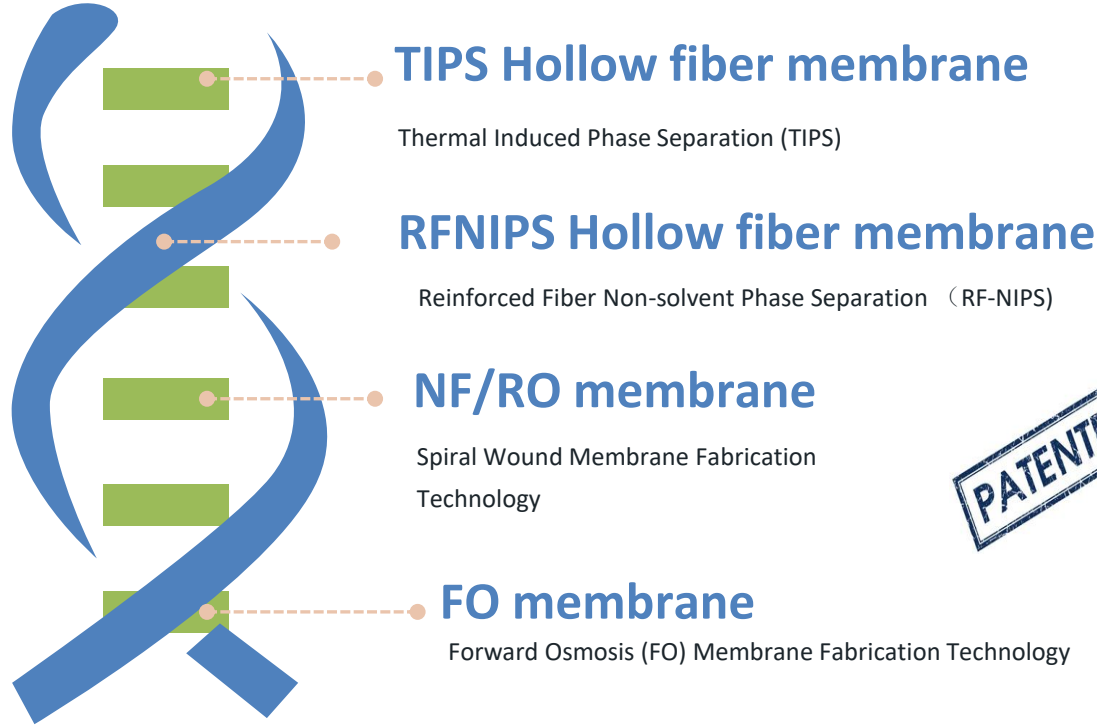 TIPS Hollow fiber membrane
Thermal Induced Phase Separation (TIPS)
RFNIPS Hollow fiber membrane
Reinforced Fiber Non-solvent Phase Separation （RF-NIPS)
NF/RO membrane
Spiral Wound Membrane Fabrication
Technology
FO membrane
Forward Osmosis (FO) Membrane Fabrication Technology